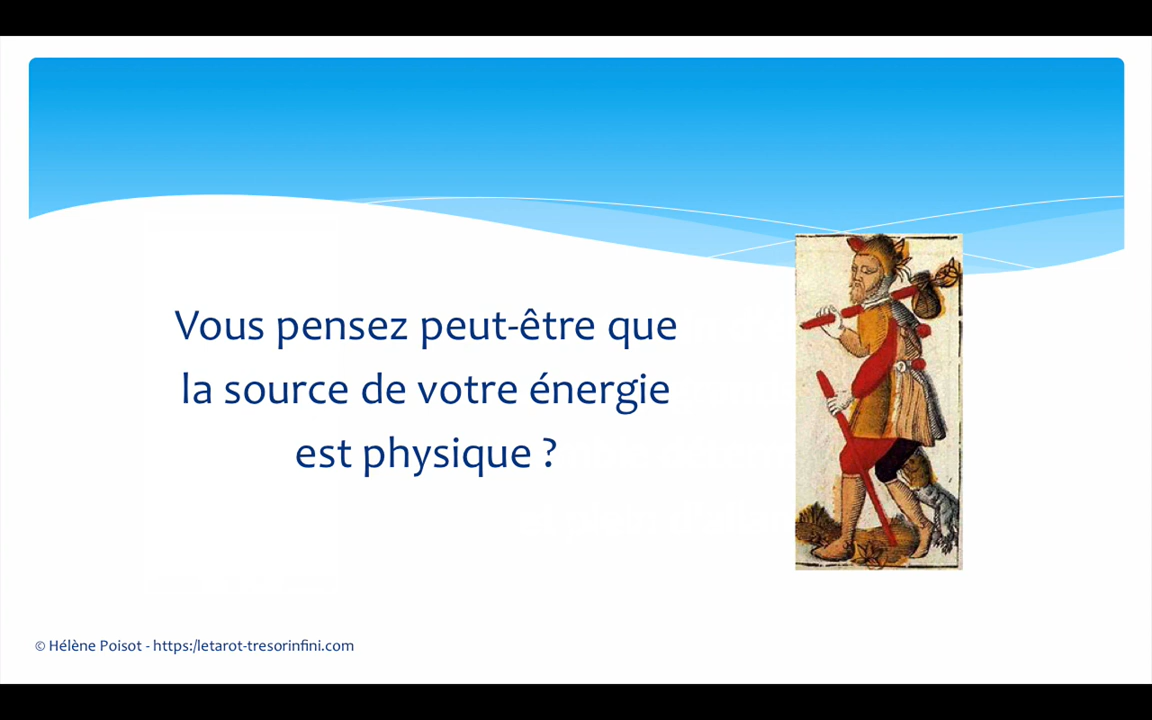 Vous pensez peut-être que
la source de votre énergie
est physique ?
© Hélène Poisot - https:/letarot-tresorinfini.com